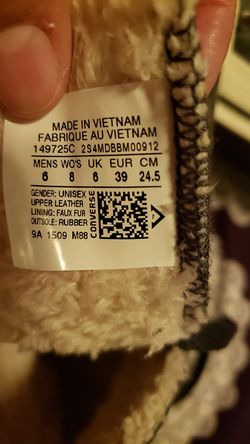 MADE IN VIETNAM
FABRIQUE AU VIETNAM
149725C 2S4MDBBM00912
MENS WO'S UK EUR CM
6 8 6 39 24.5
GENDER: UNISEX
UPPER LEATHER
LINING: FAUX FUR
OUTSOLE: RUBBER
9A 1509 M88
CONVERSE